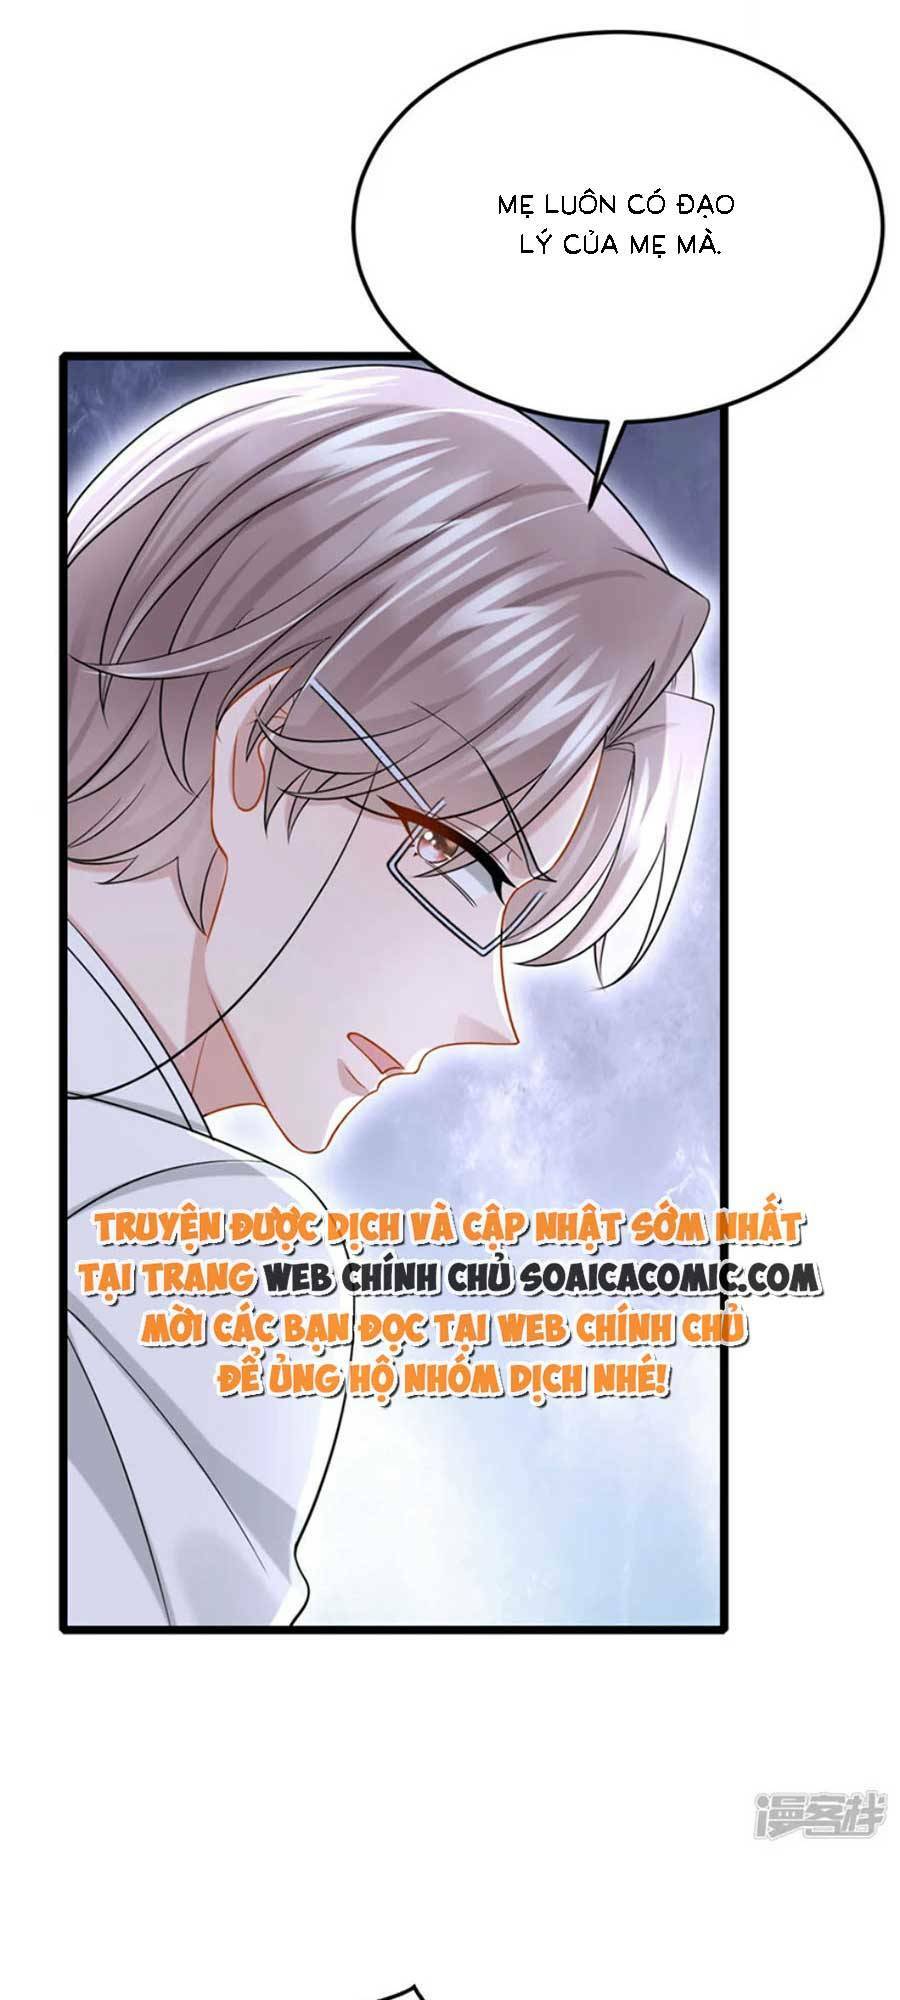 MẸ LUÔN CÓ ĐẠO
LÝ CỦA MẸ MÀ.
TRUYỆN ĐƯỢC DỊCH VÀ CẬP NHẬT SỚM NHẤT
TẠI TRANG WEB CHÍNH CHỦ SOAICACOMIC.COM
MỜI CÁC BẠN ĐỌC TẠI WEB CHÍNH CHỦ
ĐỂ ỦNG HỘ NHÓM DỊCH NHÉ!
漫客栈